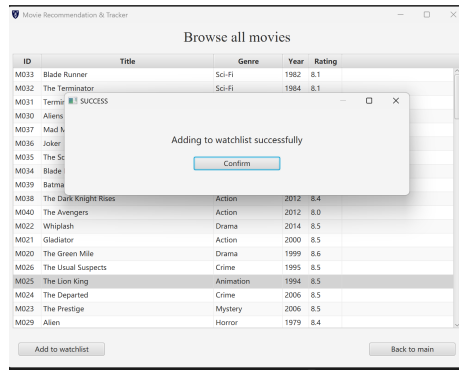 Movie Recommendation & Tracker
Browse all movies
ID Title Genre Year Rating
M033 Blade Runner Sci-Fi 1982 8.1
M032 The Terminator Sci-Fi 1984 8.1
M031
SUCCESS
M030 Aliens
M037 Mad
Adding to watchlist successfully
M036 Joker
M035 The
Confirm
M034 Blade
M039
M038 The Dark Knight Rises Action 2012 8.4
M040 The Avengers Action 2012 8.0
M022 Whiplash Drama 2014 8.5
M021 Gladiator Action 2000 8.5
M020 The Green Mile Drama 1999 8.6
M026 The Usual Suspects Crime 1995 8.5
M025 The Lion King Animation 1994 8.5
M024 The Departed Crime 2006 8.5
M023 The Prestige Mystery 2006 8.5
M029 Alien Horror 1979 8.4
Add to watchlist Back to main